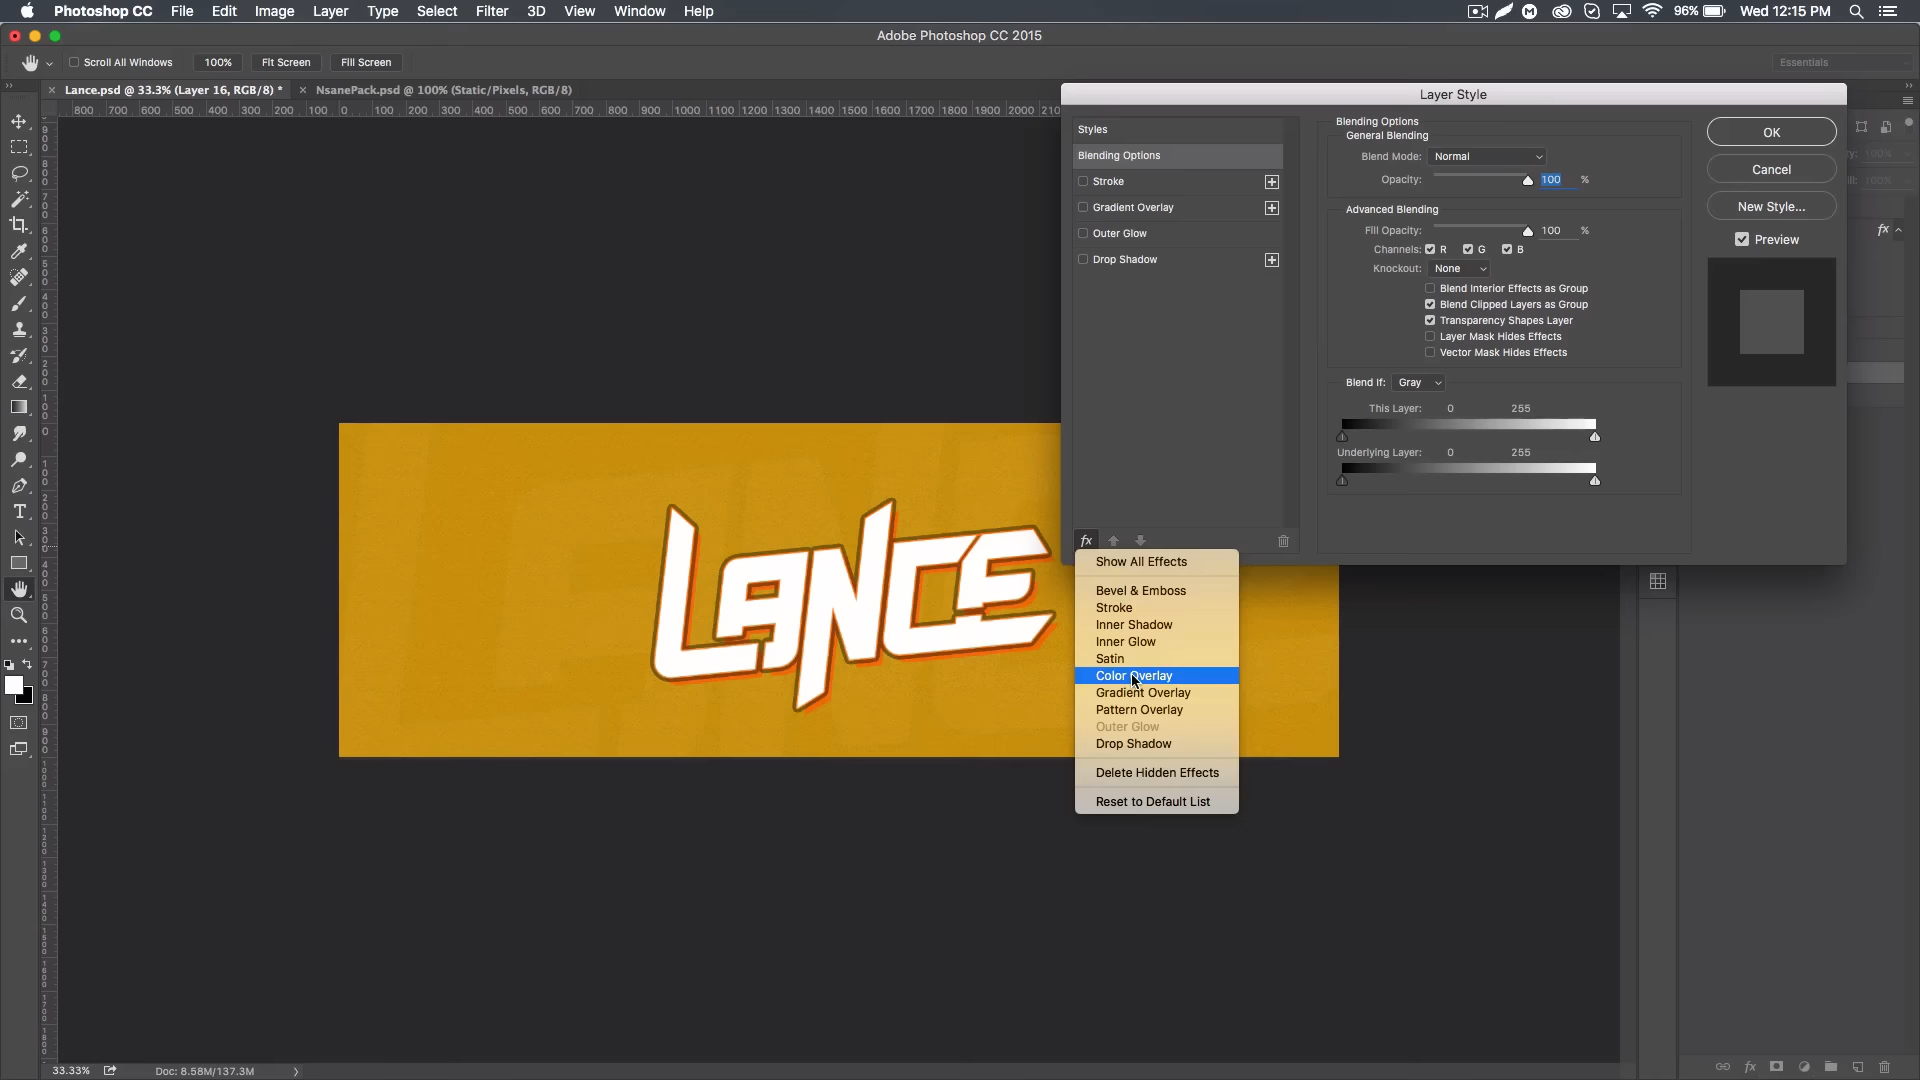 Photoshop CC File Edit Image Layer Type Select Filter 3D View Window Help 96% Wed 12:15 PM
Adobe Photoshop CC 2015
Scroll All Windows 100% Fit Screen Fill Screen Essentials
Lance.psd @ 33.3% (Layer 16, RGB/8) * NsanePack.psd @ 100% (Static/Pixels, RGB/8)
800 700 600 500 400 300 200 100 0 100 200 300 400 500 600 700 800 900 1000 1100 1200 1300 1400 1500 1600 1700 1800 1900 2000
Layer Style
Styles
Blending Options
Stroke
Gradient Overlay
Outer Glow
Drop Shadow
fx
Blending Options
General Blending
Blend Mode: Normal
Opacity: 100 %
Advanced Blending
Fill Opacity: 100 %
Channels: R G B
Knockout: None
Blend Interior Effects as Group
Blend Clipped Layers as Group
Transparency Shapes Layer
Layer Mask Hides Effects
Vector Mask Hides Effects
Blend If: Gray
This Layer: 0 255
Underlying Layer: 0 255
OK
Cancel
New Style...
Preview
fx
LANCE
Show All Effects
Bevel & Emboss
Stroke
Inner Shadow
Inner Glow
Satin
Color Overlay
Gradient Overlay
Pattern Overlay
Outer Glow
Drop Shadow
Delete Hidden Effects
Reset to Default List
33.33% Doc: 8.58M/137.3M
fx